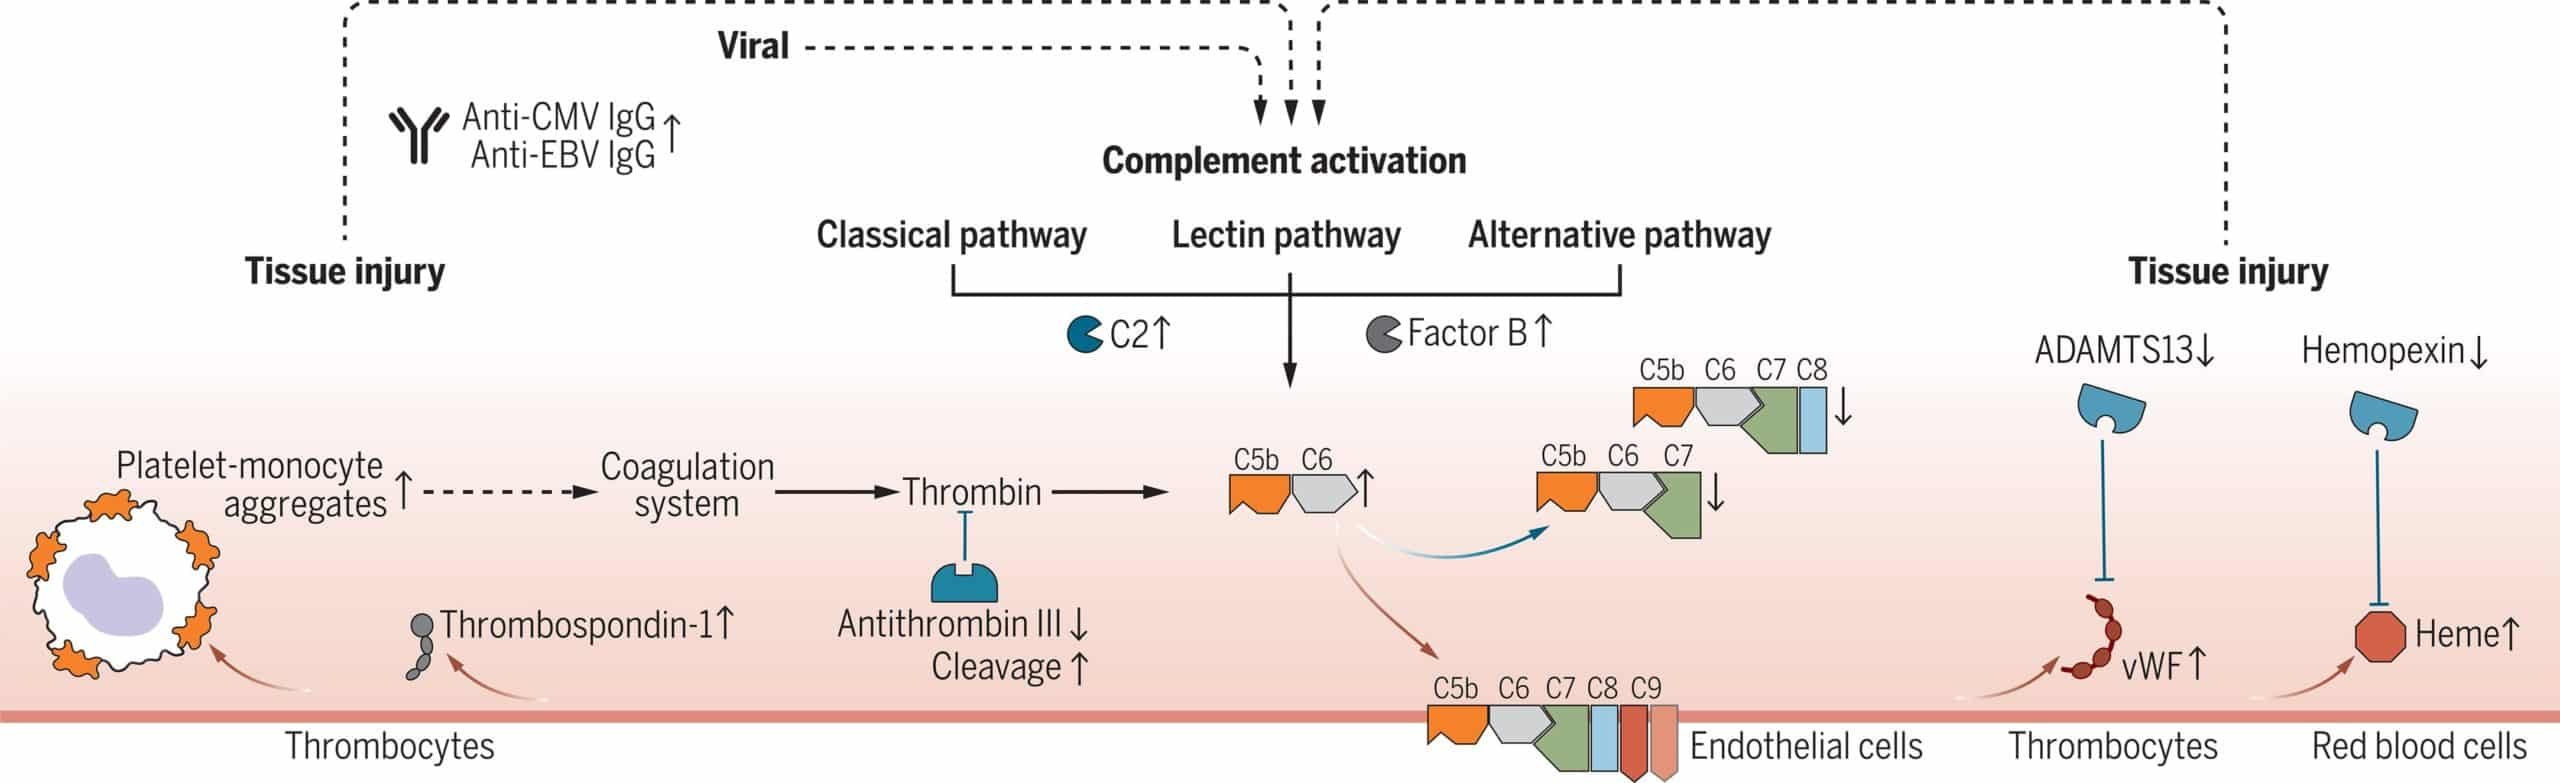 Viral
Anti-CMV IgG
Anti-EBV IgG ↑
Complement activation
Classical pathway
Lectin pathway
Alternative pathway
Tissue injury
Tissue injury
C2↑
Factor B↑
ADAMTS13↓
Hemopexin↓
C5b C6 C7 C8 ↓
Platelet-monocyte
aggregates ↑
Coagulation
system
Thrombin
C5b C6 ↑
C5b C6 C7 ↓
Thrombospondin-1↑
Antithrombin III ↓
Cleavage ↑
vWF↑
Heme↑
C5b C6 C7 C8 C9
Thrombocytes
Endothelial cells
Thrombocytes
Red blood cells